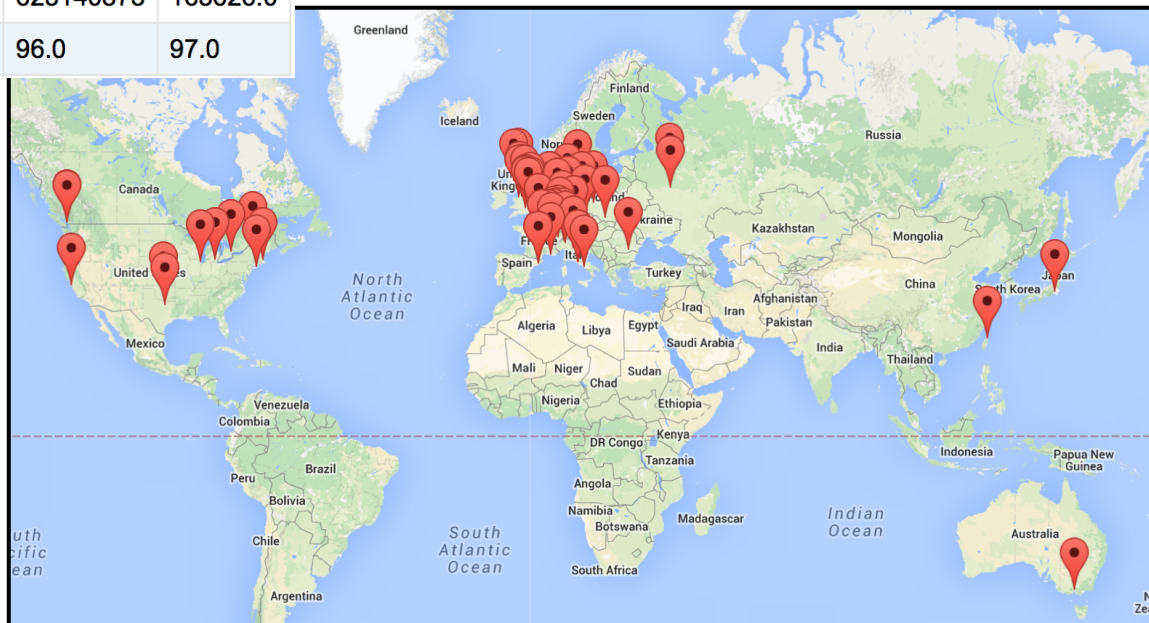 96.0 97.0
Greenland
Iceland
Finland
Sweden
Russia
Canada
United States
Mexico
North
Atlantic
Ocean
Spain
Turkey
Kazakhstan
Mongolia
China
South Korea
Japan
Afghanistan
Iraq
Iran
Pakistan
Algeria
Libya
Egypt
Saudi Arabia
India
Thailand
Mali
Niger
Chad
Sudan
Nigeria
Ethiopia
Venezuela
Colombia
DR Congo
Kenya
Tanzania
Indonesia
Papua New
Guinea
Peru
Brazil
Bolivia
Angola
Namibia
Botswana
Madagascar
Indian
Ocean
Australia
Chile
South
Atlantic
Ocean
South Africa
Argentina
uth
cific
ean